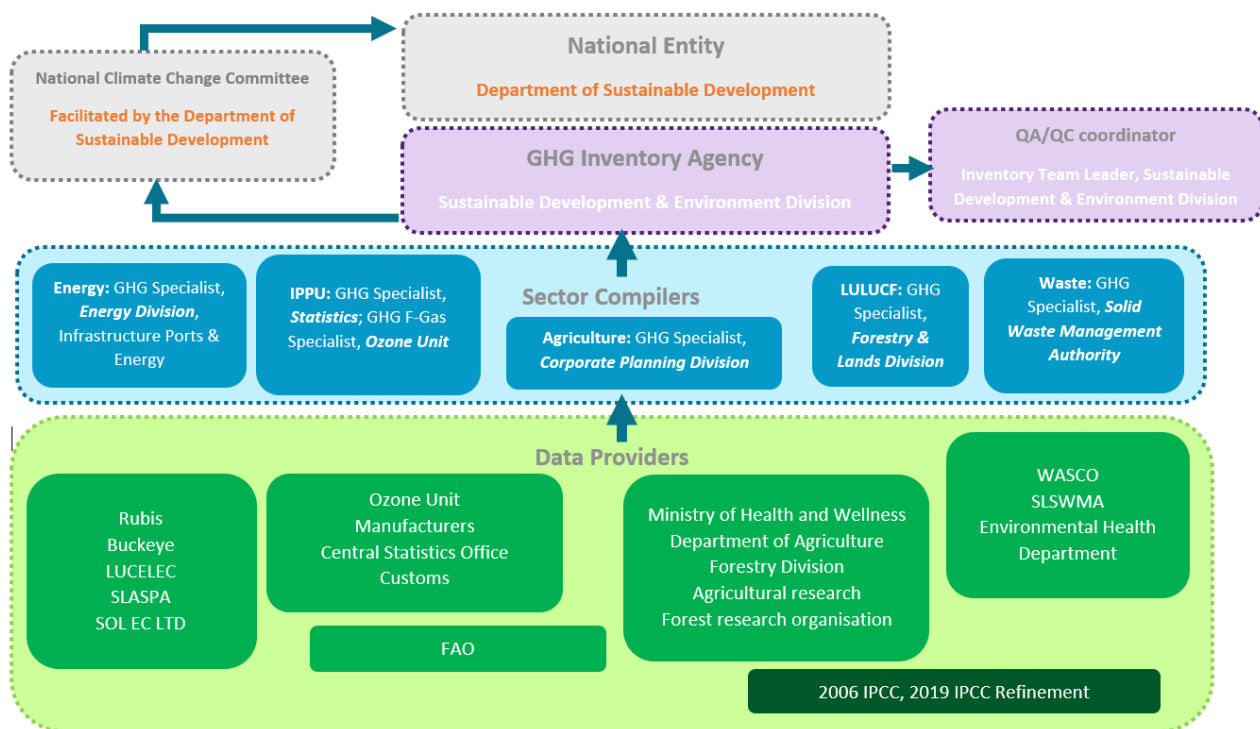 National Entity
Department of Sustainable Development
National Climate Change Committee
Facilitated by the Department of
Sustainable Development
GHG Inventory Agency
Sustainable Development & Environment Division
QA/QC coordinator
Inventory Team Leader, Sustainable
Development & Environment Division
Sector Compilers
Energy: GHG Specialist,
Energy Division,
Infrastructure Ports &
Energy
IPPU: GHG Specialist,
Statistics; GHG F-Gas
Specialist, Ozone Unit
Agriculture: GHG Specialist,
Corporate Planning Division
LULUCF: GHG
Specialist,
Forestry &
Lands Division
Waste: GHG
Specialist, Solid
Waste Management
Authority
Data Providers
Rubis
Buckeye
LUCELEC
SLASPA
SOL EC LTD
Ozone Unit
Manufacturers
Central Statistics Office
Customs
FAO
Ministry of Health and Wellness
Department of Agriculture
Forestry Division
Agricultural research
Forest research organisation
WASCO
SLSWMA
Environmental Health
Department
2006 IPCC, 2019 IPCC Refinement